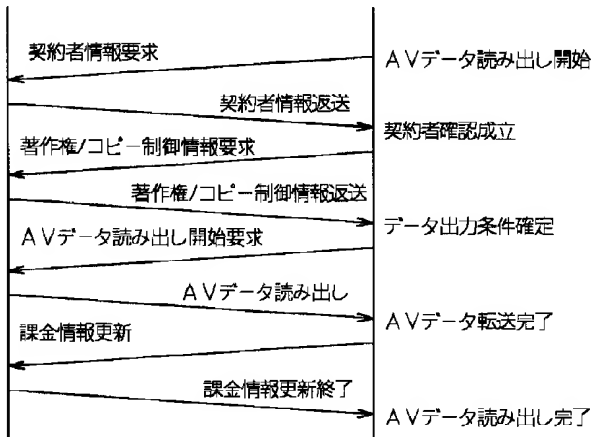 契約者情報要求
AVデータ読み出し開始
契約者情報返送
契約者確認成立
著作権/コピー制御情報要求
著作権/コピー制御情報返送
データ出力条件確定
AVデータ読み出し開始要求
AVデータ読み出し
AVデータ転送完了
課金情報更新
課金情報更新終了
AVデータ読み出し完了